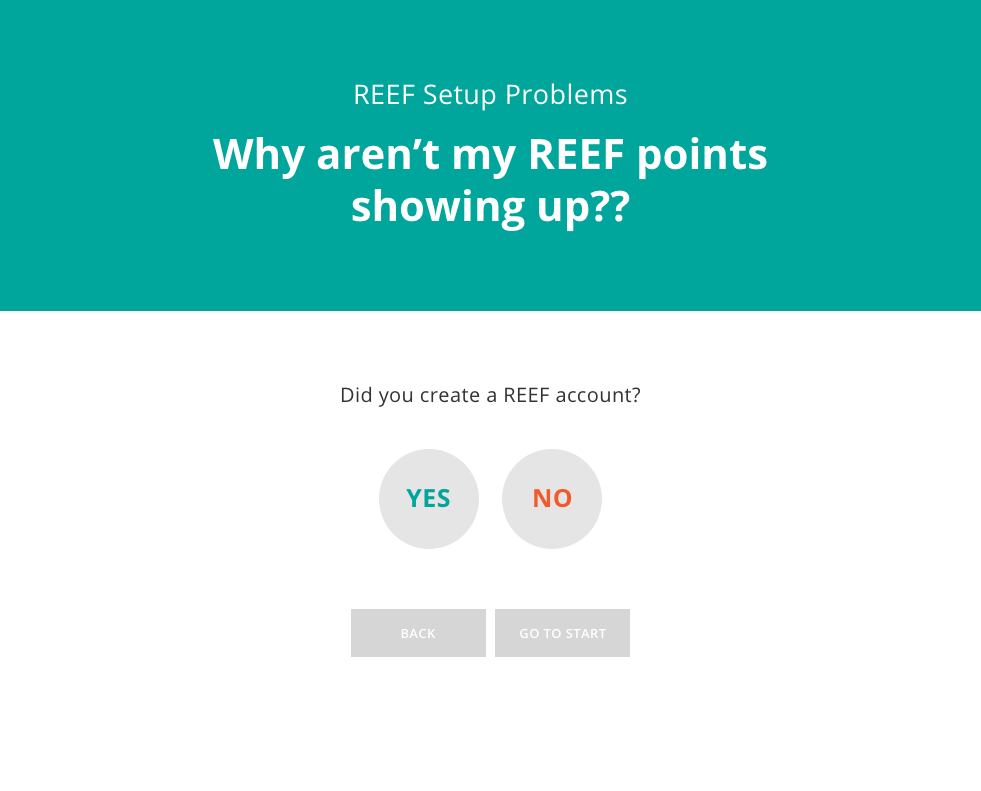 REEF Setup Problems
Why aren’t my REEF points
showing up??
Did you create a REEF account?
YES
NO
BACK
GO TO START